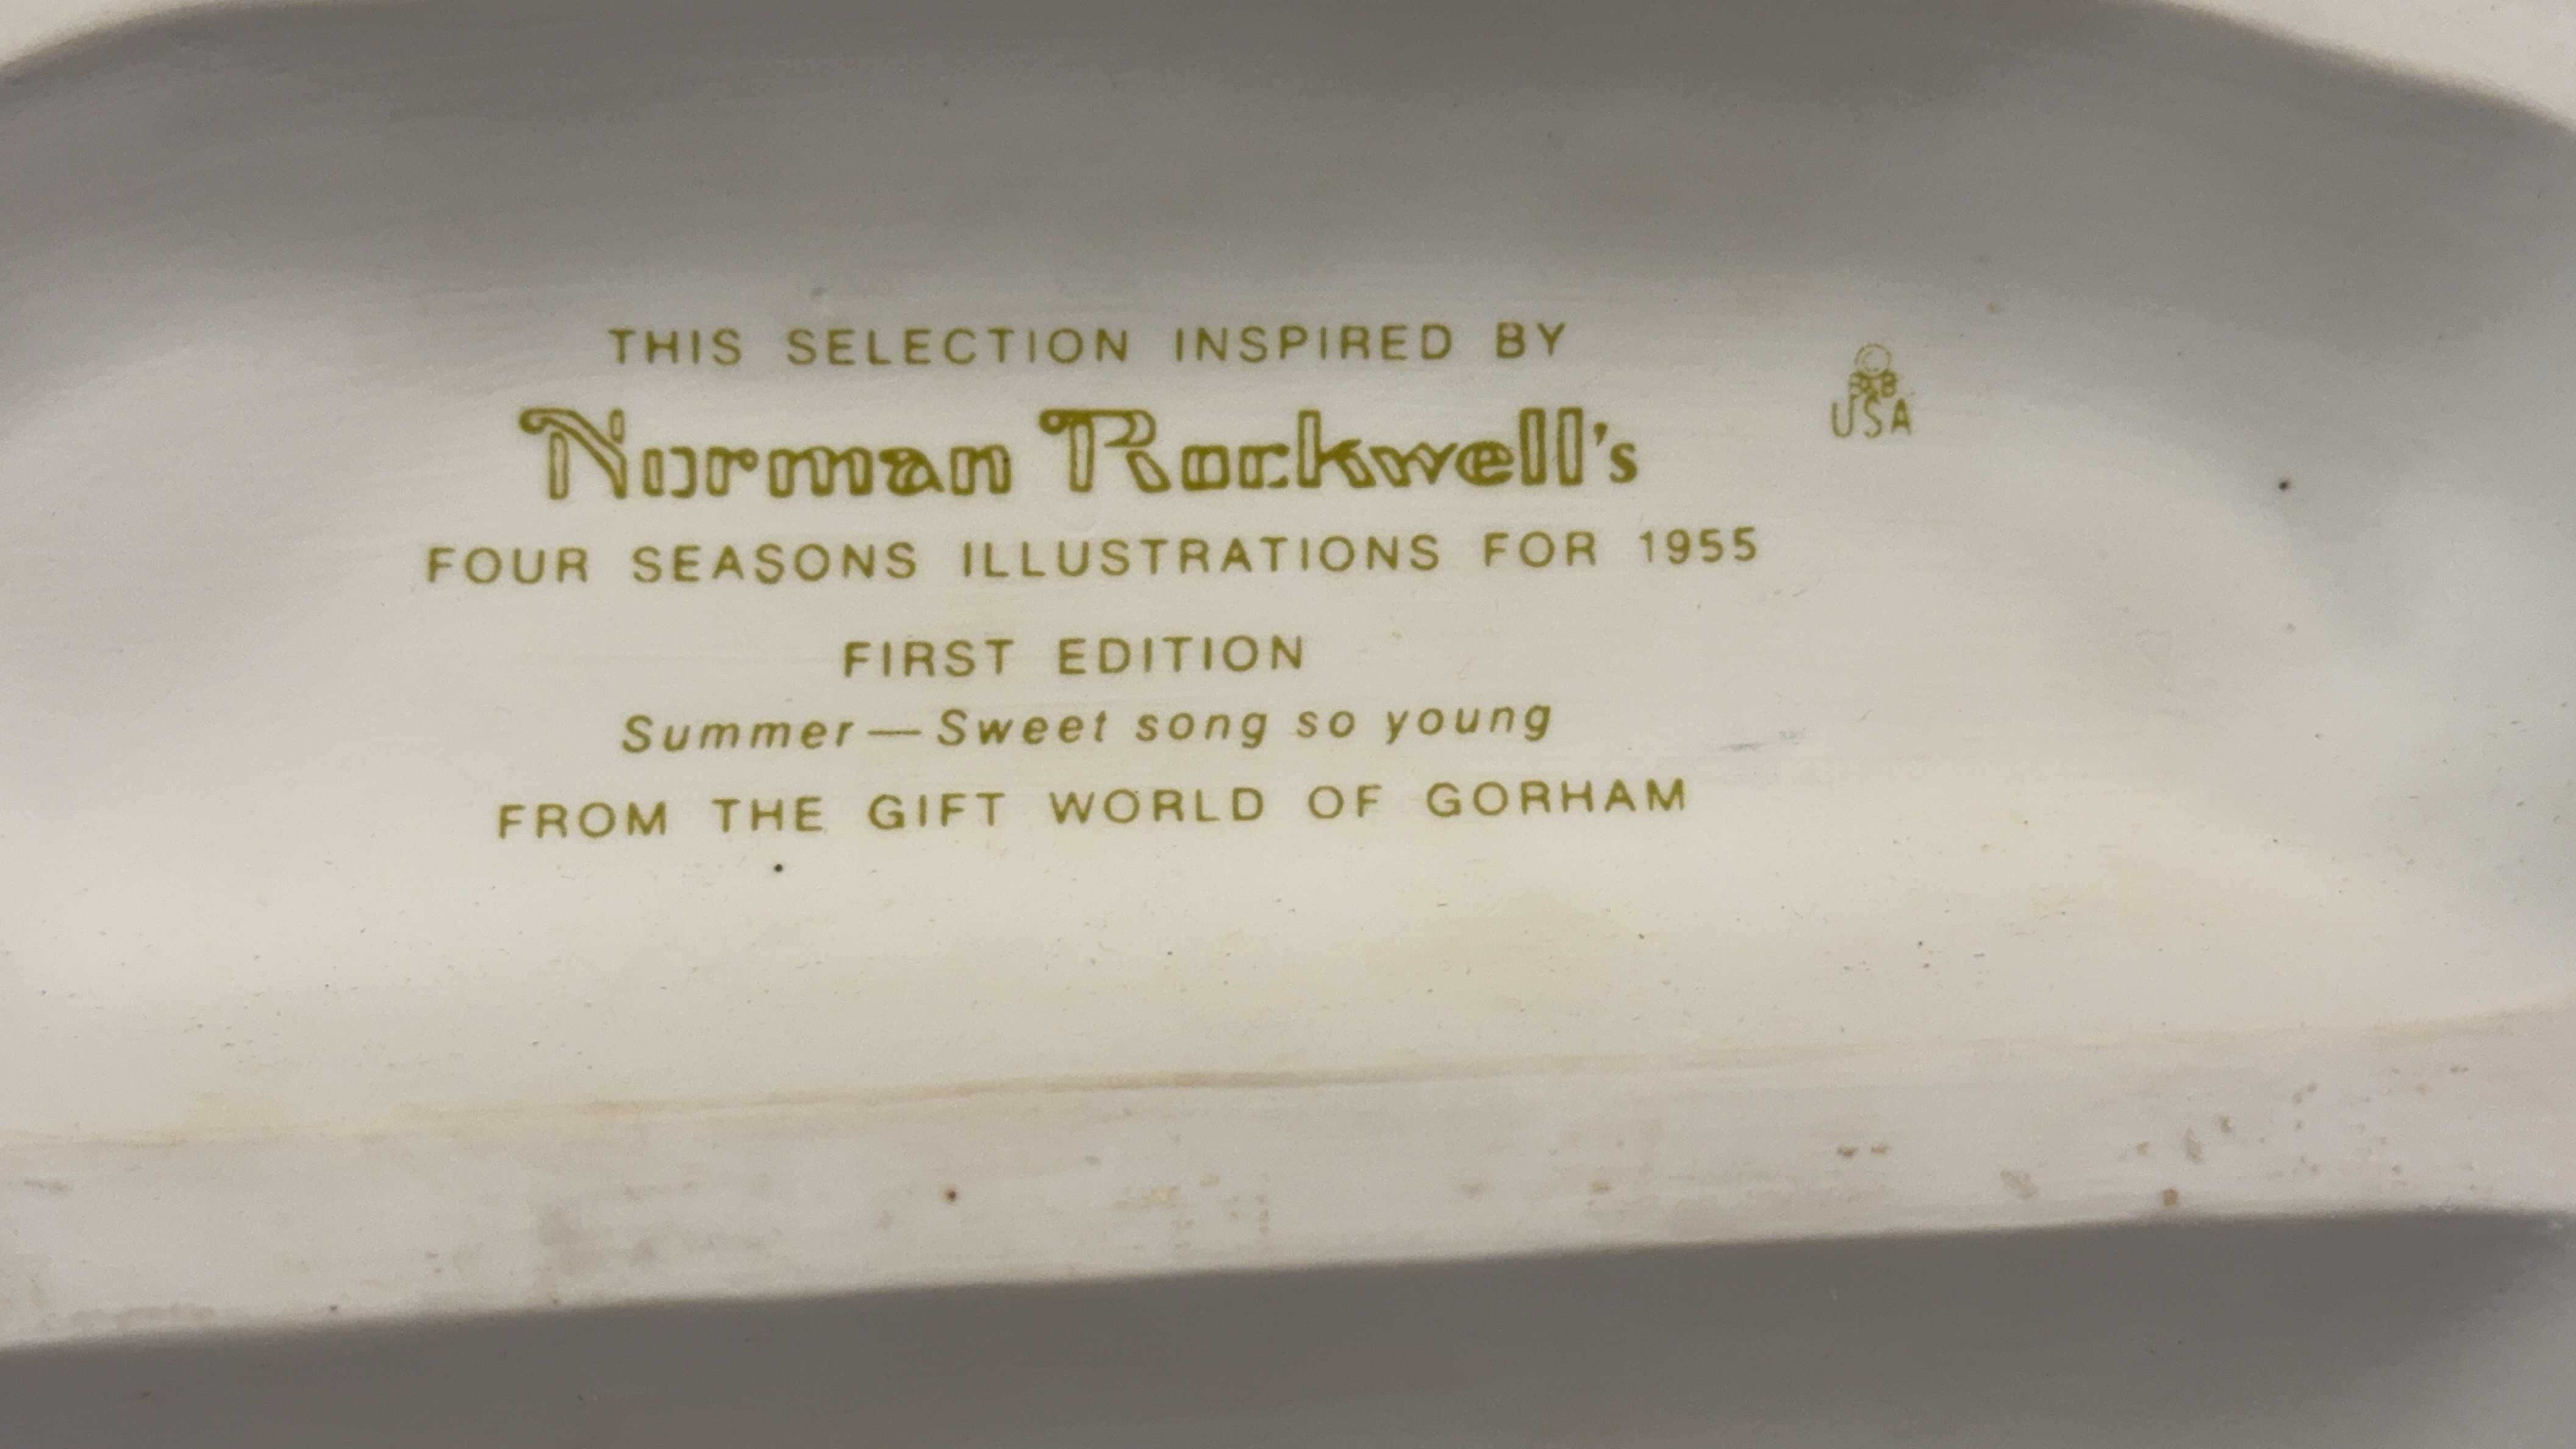 THIS SELECTION INSPIRED BY
Norman Rockwell's
FOUR SEASONS ILLUSTRATIONS FOR 1955
FIRST EDITION
Summer—Sweet song so young
FROM THE GIFT WORLD OF GORHAM
USA